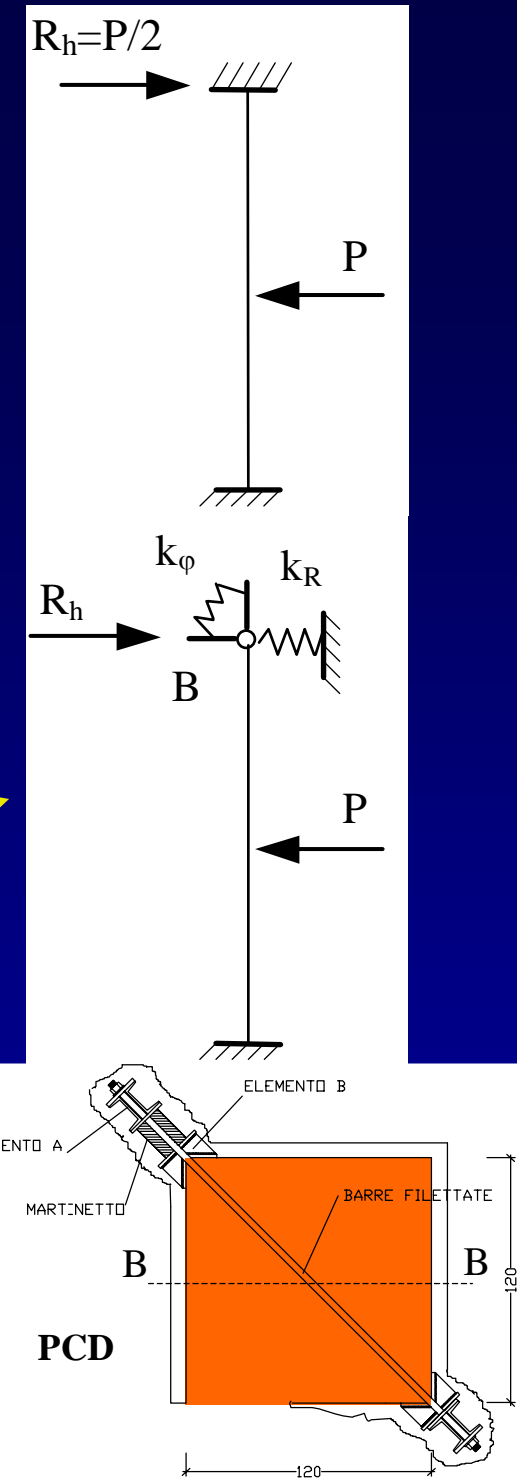 Rh=P/2
P
kφ
kR
Rh
B
P
ELEMENTO B
ENTO A
MARTINETTO
BARRE FILETTATE
B
B
120
PCD
120